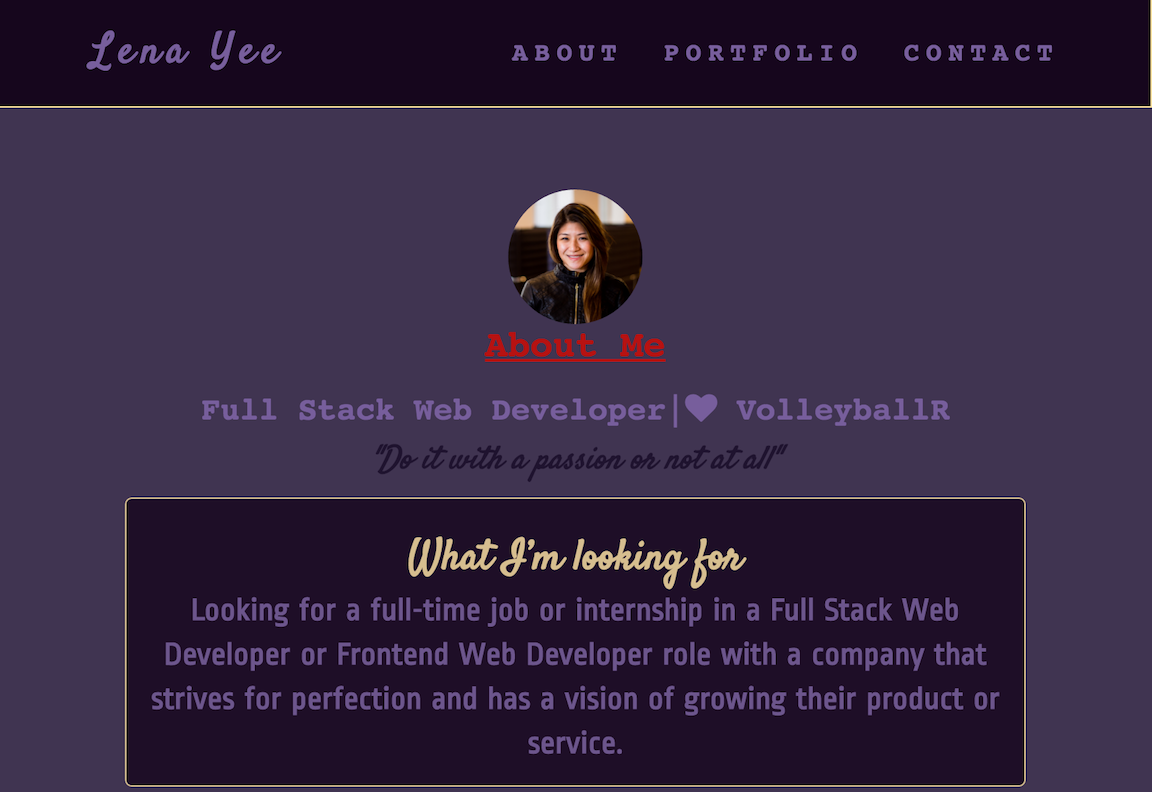 Lena Yee
ABOUT PORTFOLIO CONTACT
About Me
Full Stack Web Developer|♥ VolleyballR
"Do it with a passion or not at all"
What I'm looking for
Looking for a full-time job or internship in a Full Stack Web
Developer or Frontend Web Developer role with a company that
strives for perfection and has a vision of growing their product or
service.